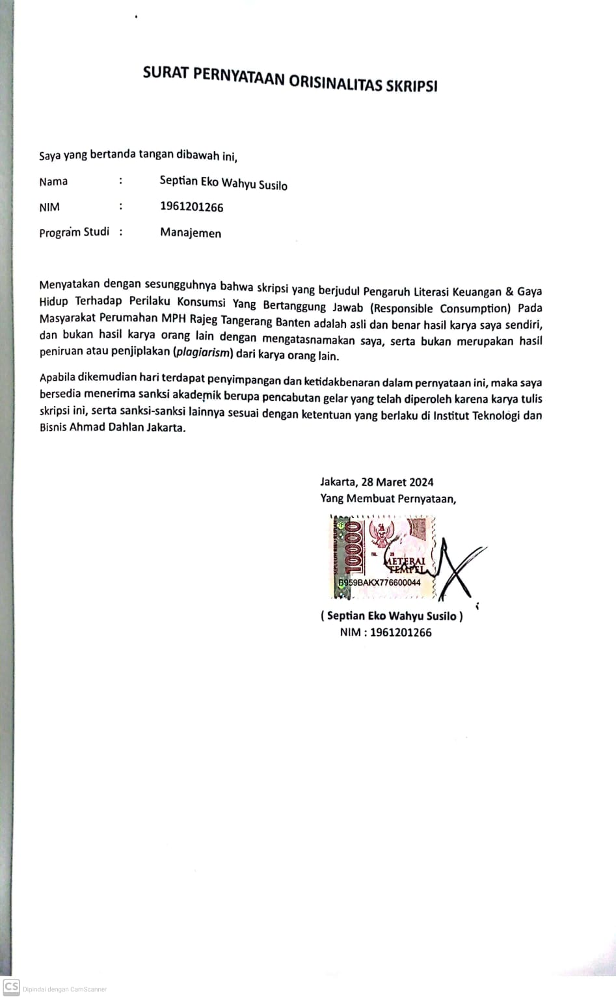 SURAT PERNYATAAN ORISINALITAS SKRIPSI
Saya yang bertanda tangan dibawah ini,
Nama : Septian Eko Wahyu Susilo
NIM : 1961201266
Program Studi : Manajemen
Menyatakan dengan sesungguhnya bahwa skripsi yang berjudul Pengaruh Literasi Keuangan & Gaya
Hidup Terhadap Perilaku Konsumsi Yang Bertanggung Jawab (Responsible Consumption) Pada
Masyarakat Perumahan MPH Rajeg Tangerang Banten adalah asli dan benar hasil karya saya sendiri,
dan bukan hasil karya orang lain dengan mengatasnamakan saya, serta bukan merupakan hasil
peniruan atau penjiplakan (plagiarism) dari karya orang lain.
Apabila dikemudian hari terdapat penyimpangan dan ketidakbenaran dalam pernyataan ini, maka saya
bersedia menerima sanksi akademik berupa pencabutan gelar yang telah diperoleh karena karya tulis
skripsi ini, serta sanksi-sanksi lainnya sesuai dengan ketentuan yang berlaku di Institut Teknologi dan
Bisnis Ahmad Dahlan Jakarta.
Jakarta, 28 Maret 2024
Yang Membuat Pernyataan,
SEPULUH RIBU RUPIAH
10000
METERAI
TEMPEL
B959BAKX776600044
( Septian Eko Wahyu Susilo )
NIM : 1961201266
CS Dipindai dengan CamScanner